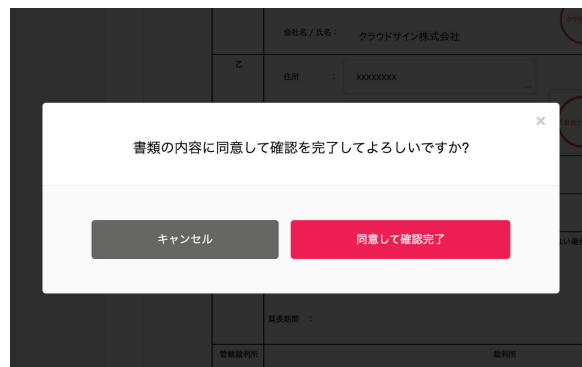 会社名 / 氏名 :
クラウドサイン株式会社
乙
住所 :
xxxxxxxx
×
書類の内容に同意して確認を完了してよろしいですか?
キャンセル
同意して確認完了
延長期間 :
管轄裁判所
裁判所